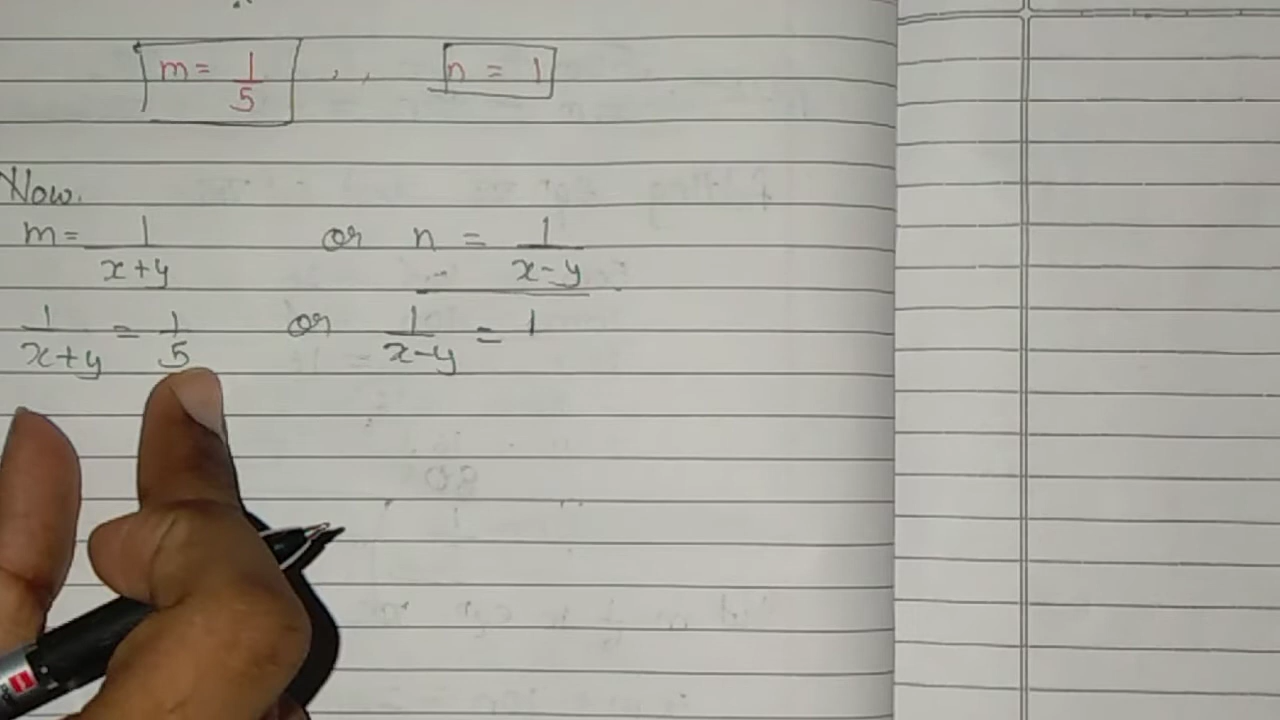 m = 1/5 , , n = 1
Now.
m = 1/(x+y) or n = 1/(x-y)
1/(x+y) = 1/5 or 1/(x-y) = 1